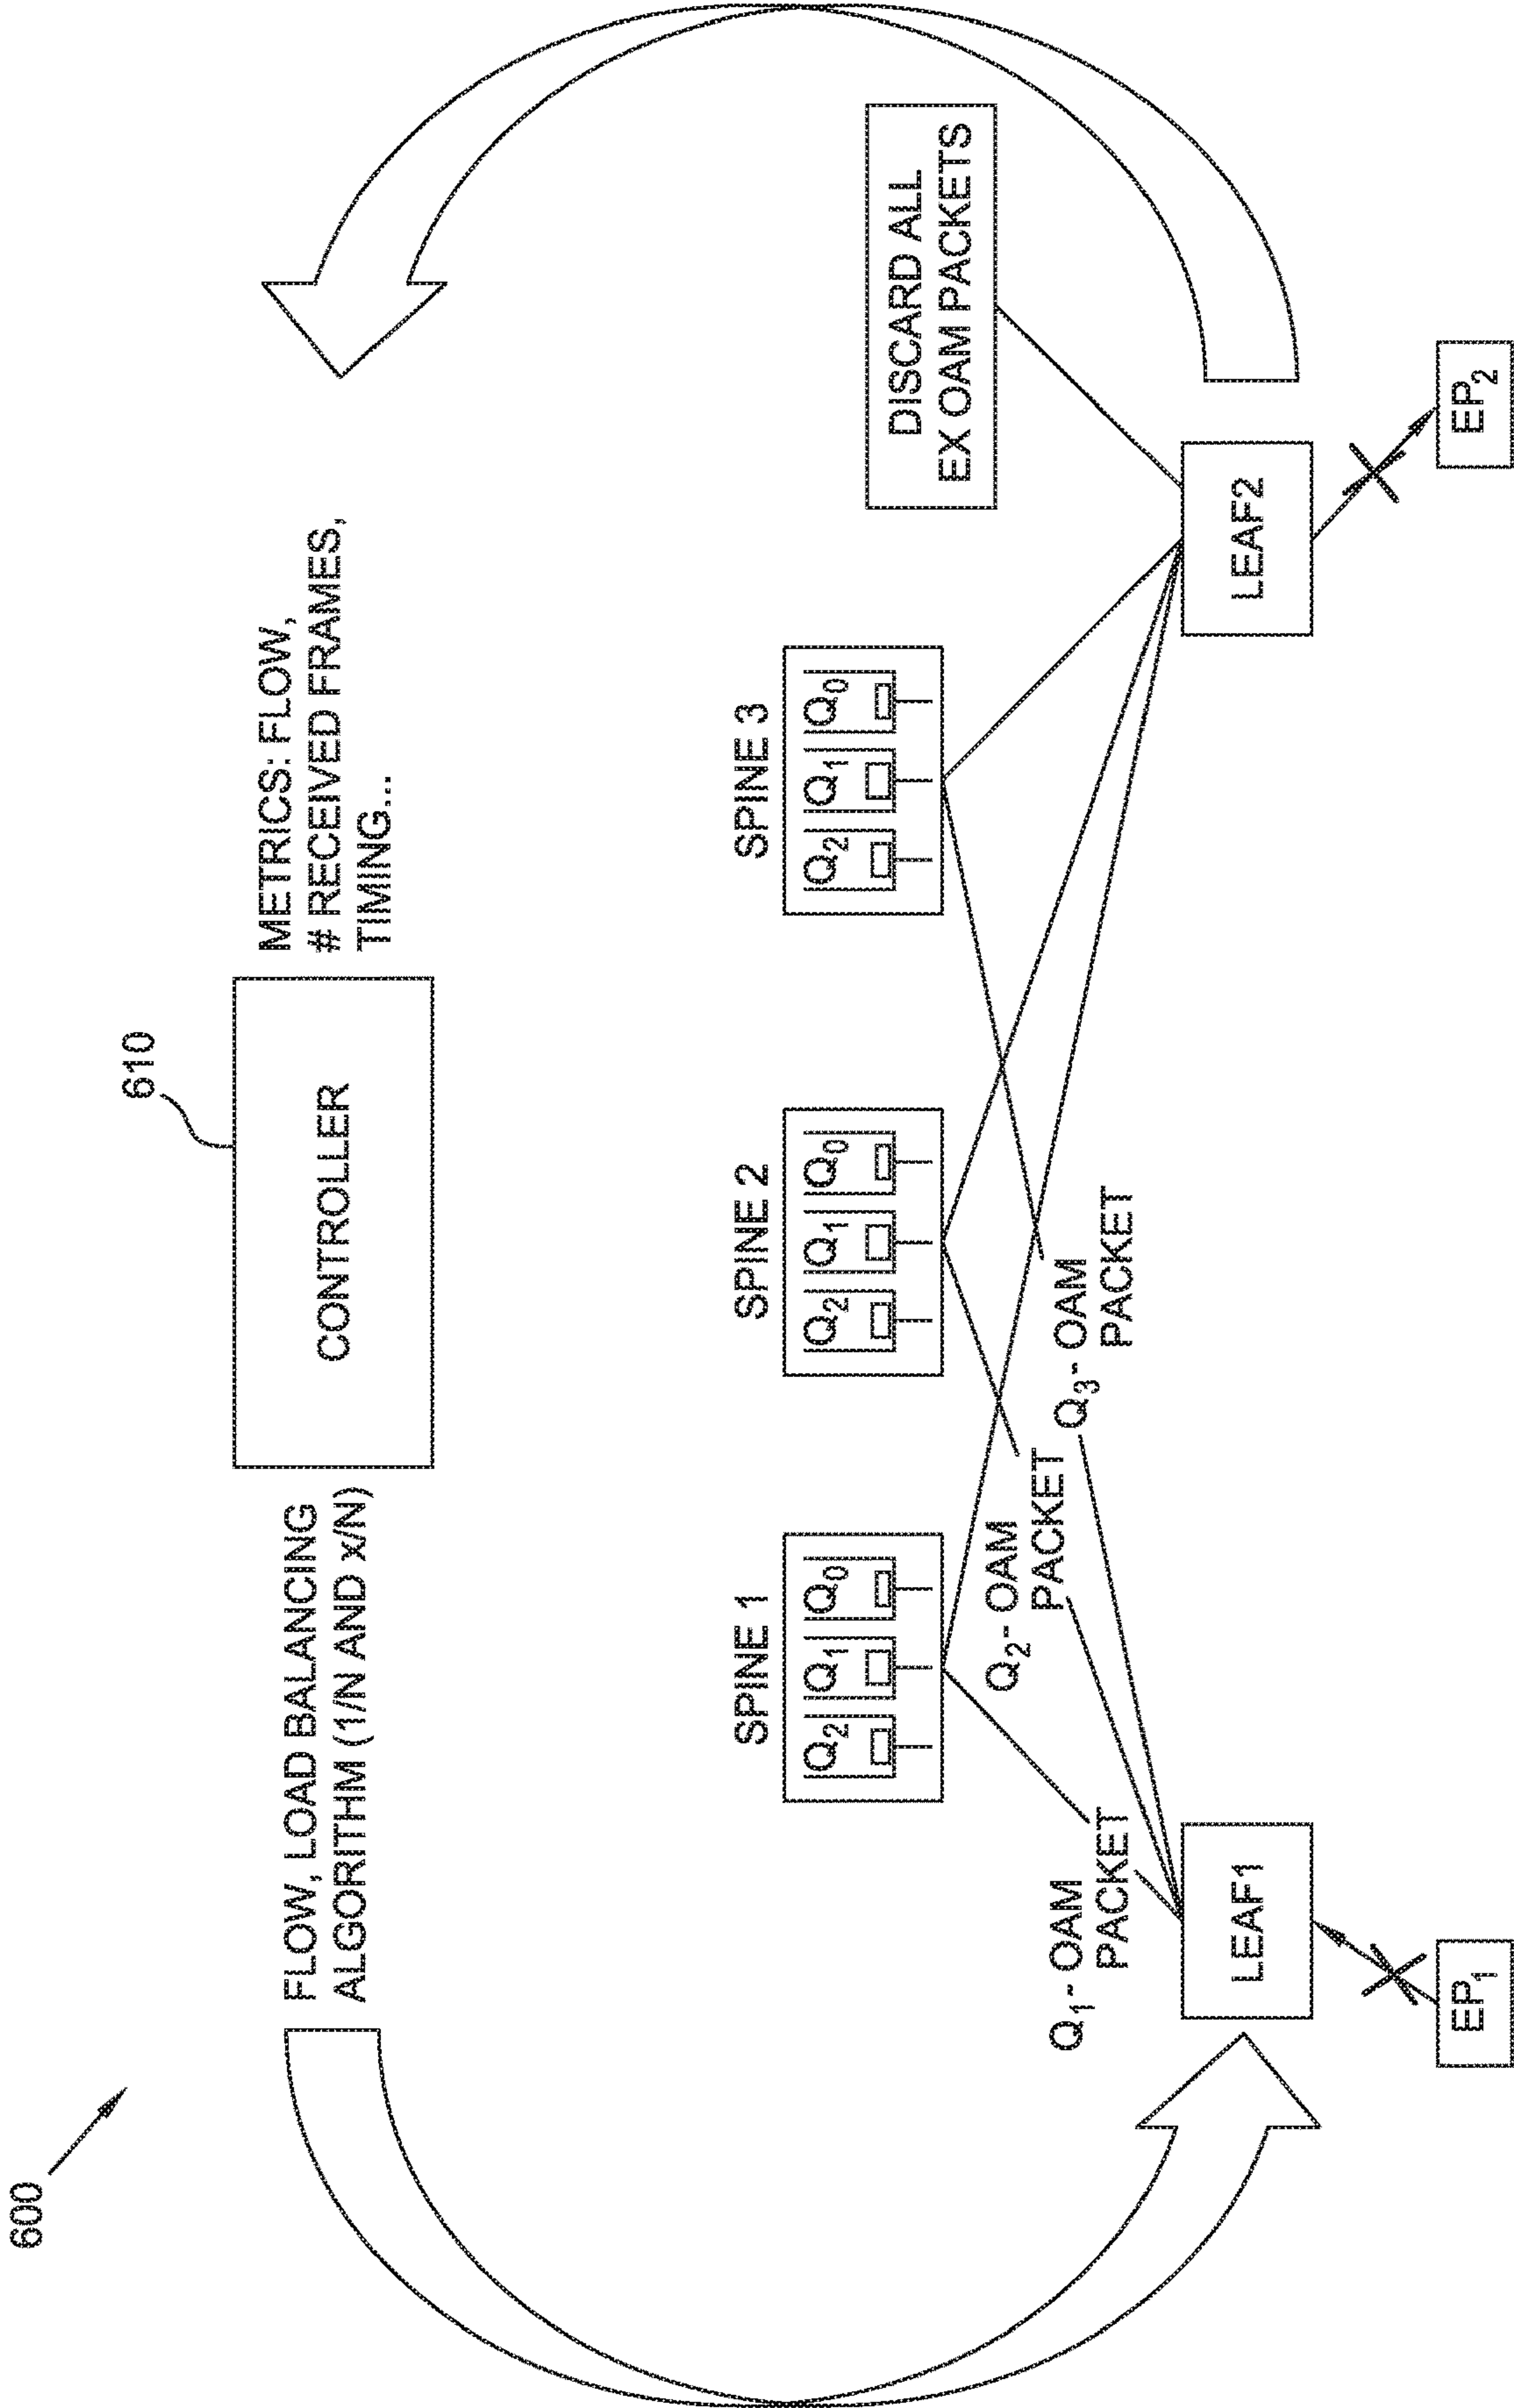 600
610
FLOW, LOAD BALANCING
ALGORITHM (1/N AND x/N)
CONTROLLER
METRICS: FLOW,
# RECEIVED FRAMES,
TIMING...
SPINE 1
Q2 Q1 Q0
SPINE 2
Q2 Q1 Q0
SPINE 3
Q2 Q1 Q0
DISCARD ALL
EX OAM PACKETS
Q1- OAM
PACKET
Q2- OAM
PACKET
Q3- OAM
PACKET
LEAF1
LEAF2
EP1
EP2